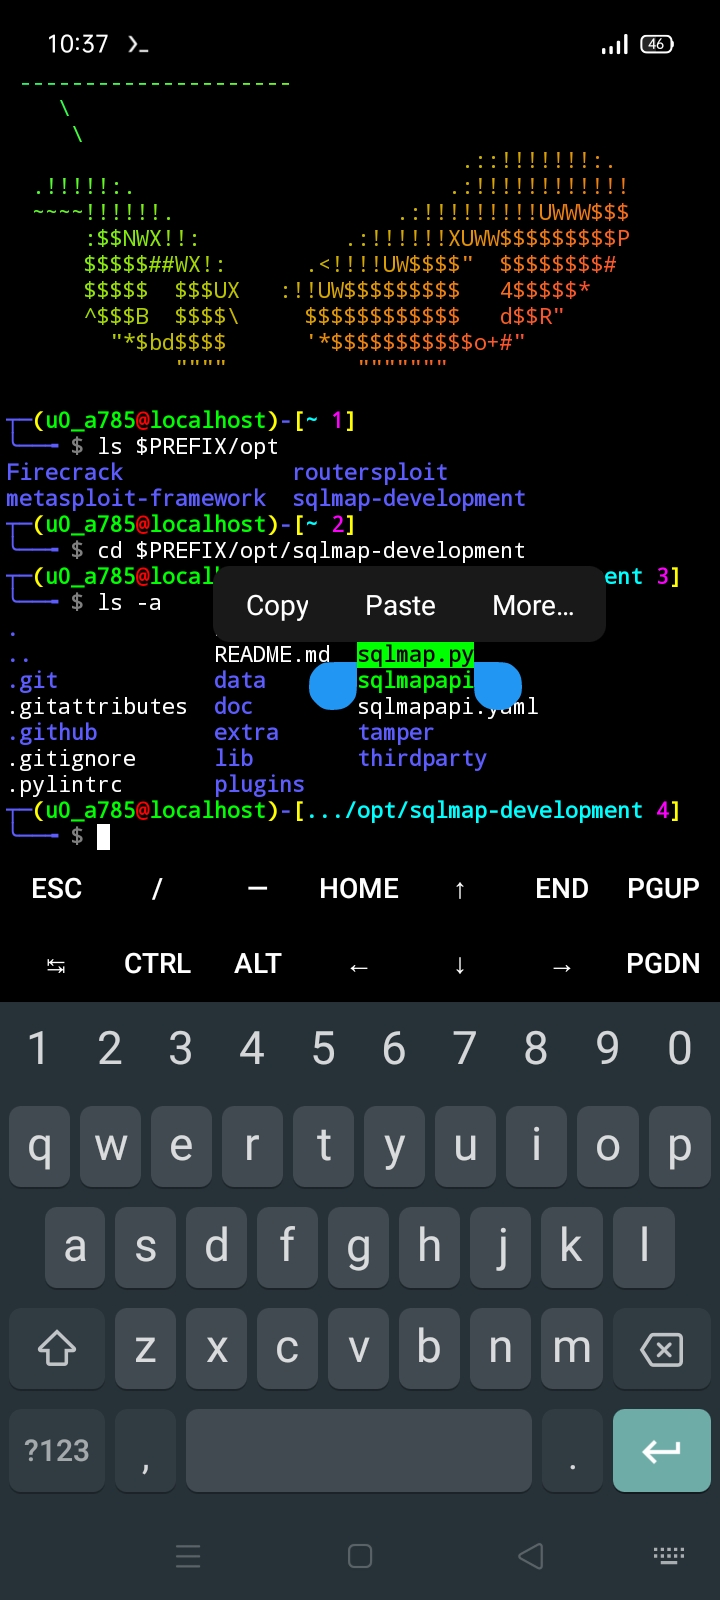 10:37
46
---------------------
\
\
.::!!!!!!!:.
.!!!!!:. .:!!!!!!!!!!!!
~~~~!!!!!!. .:!!!!!!!!!UWWW$$$
:$$NWX!!: .:!!!!!!XUWW$$$$$$$$$P
$$$$$##WX!: .<!!!!UW$$$$" $$$$$$$$#
$$$$$ $$$UX :!!UW$$$$$$$$$ 4$$$$$*
^$$$B $$$$\ $$$$$$$$$$$$ d$$R"
"*$bd$$$$ '*$$$$$$$$$$$o+#"
"""" """""""
(u0_a785@localhost)-[~ 1]
$ ls $PREFIX/opt
Firecrack routersploit
metasploit-framework sqlmap-development
(u0_a785@localhost)-[~ 2]
$ cd $PREFIX/opt/sqlmap-development
(u0_a785@local ent 3]
$ ls -a
Copy Paste More...
.
.. README.md sqlmap.py
.git data sqlmapapi
.gitattributes doc sqlmapapi.yaml
.github extra tamper
.gitignore lib thirdparty
.pylintrc plugins
(u0_a785@localhost)-[.../opt/sqlmap-development 4]
$
ESC / — HOME ↑ END PGUP
↹ CTRL ALT ← ↓ → PGDN
1 2 3 4 5 6 7 8 9 0
q w e r t y u i o p
a s d f g h j k l
z x c v b n m
?123 , .